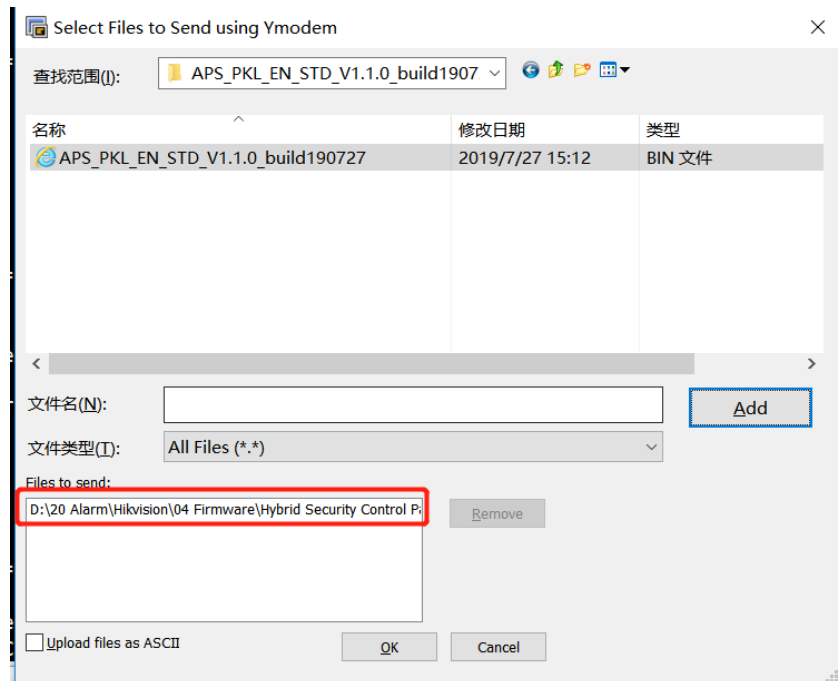 Select Files to Send using Ymodem
查找范围(I): APS_PKL_EN_STD_V1.1.0_build1907
名称 修改日期 类型
APS_PKL_EN_STD_V1.1.0_build190727 2019/7/27 15:12 BIN 文件
文件名(N): Add
文件类型(T): All Files (*.*)
Files to send:
D:\20 Alarm\Hikvision\04 Firmware\Hybrid Security Control Remove
Upload files as ASCII OK Cancel